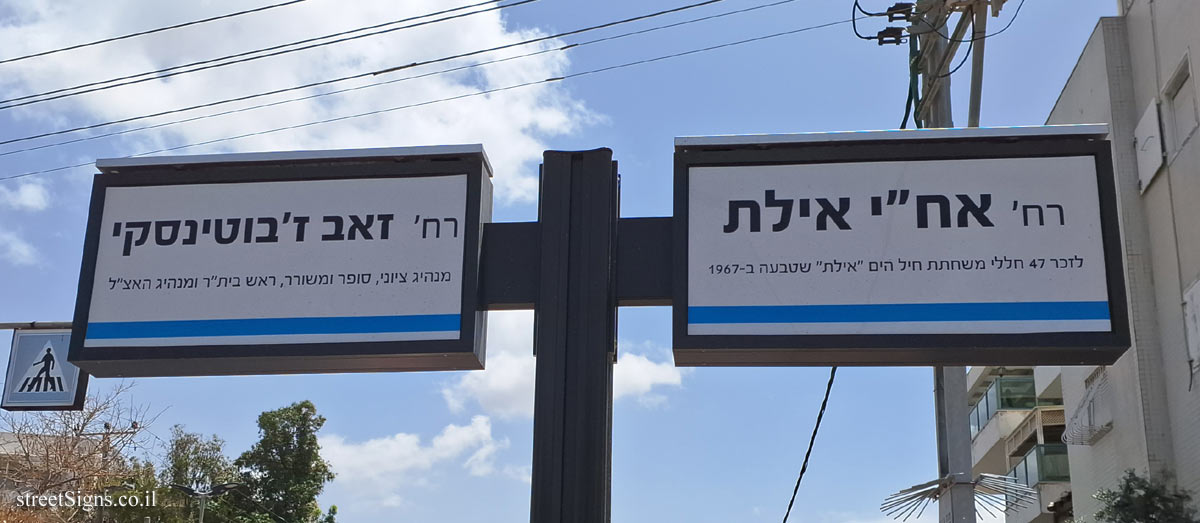 רח' אח"י אילת
לזכר 47 חללי משחתת חיל הים "אילת" שטבעה ב-1967
רח' זאב ז'בוטינסקי
מנהיג ציוני, סופר ומשורר, ראש בית"ר ומנהיג האצ"ל
streetSigns.co.il